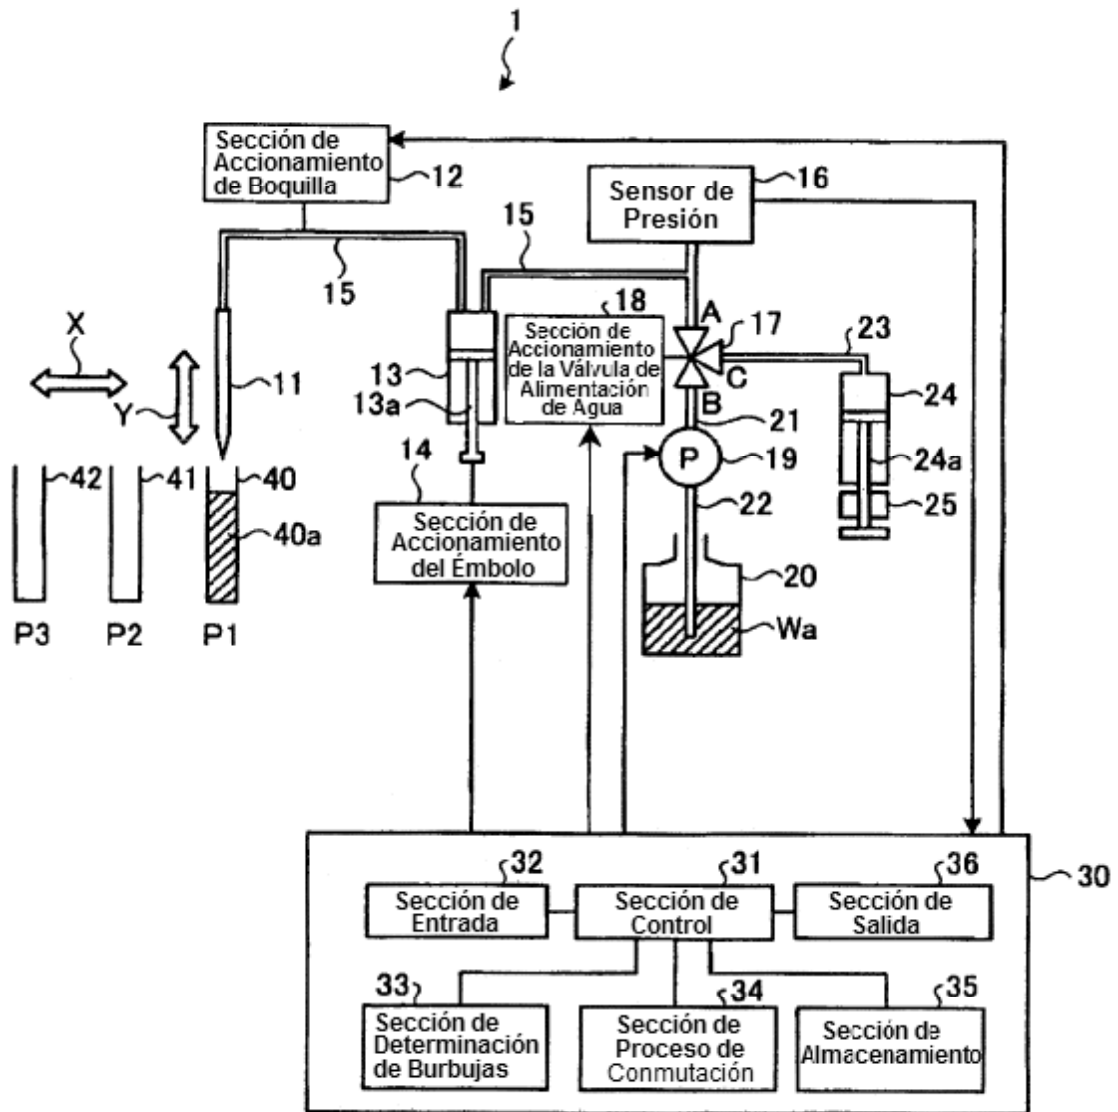 1
Sección de
Accionamiento
de Boquilla
12
Sensor de
Presión
16
15
15
18
Sección de
Accionamiento
de la Válvula de
Alimentación
de Agua
A
17
C
B
23
X
Y
11
13
13a
21
24
24a
14
P
19
25
22
42
41
40
40a
Sección de
Accionamiento
del Émbolo
20
Wa
P3
P2
P1
32
31
36
30
Sección de
Entrada
Sección de
Control
Sección de
Salida
33
34
35
Sección de
Determinación
de Burbujas
Sección de
Proceso de
Conmutación
Sección de
Almacenamiento